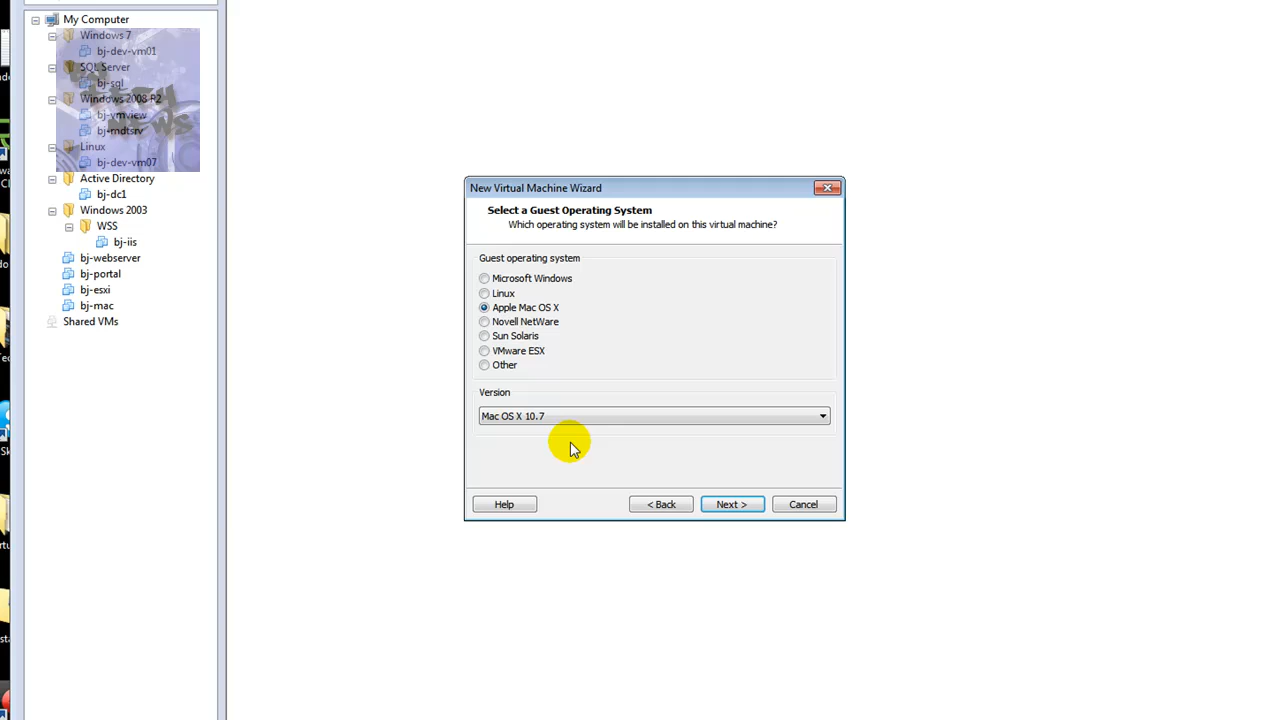 My Computer
Windows 7
bj-dev-vm01
SQL Server
bj-sql
Windows 2008 R2
bj-vmview
bj-mdtsrv
Linux
bj-dev-vm07
Active Directory
bj-dc1
Windows 2003
WSS
bj-iis
bj-webserver
bj-portal
bj-esxi
bj-mac
Shared VMs
New Virtual Machine Wizard
Select a Guest Operating System
Which operating system will be installed on this virtual machine?
Guest operating system
Microsoft Windows
Linux
Apple Mac OS X
Novell NetWare
Sun Solaris
VMware ESX
Other
Version
Mac OS X 10.7
Help
< Back
Next >
Cancel